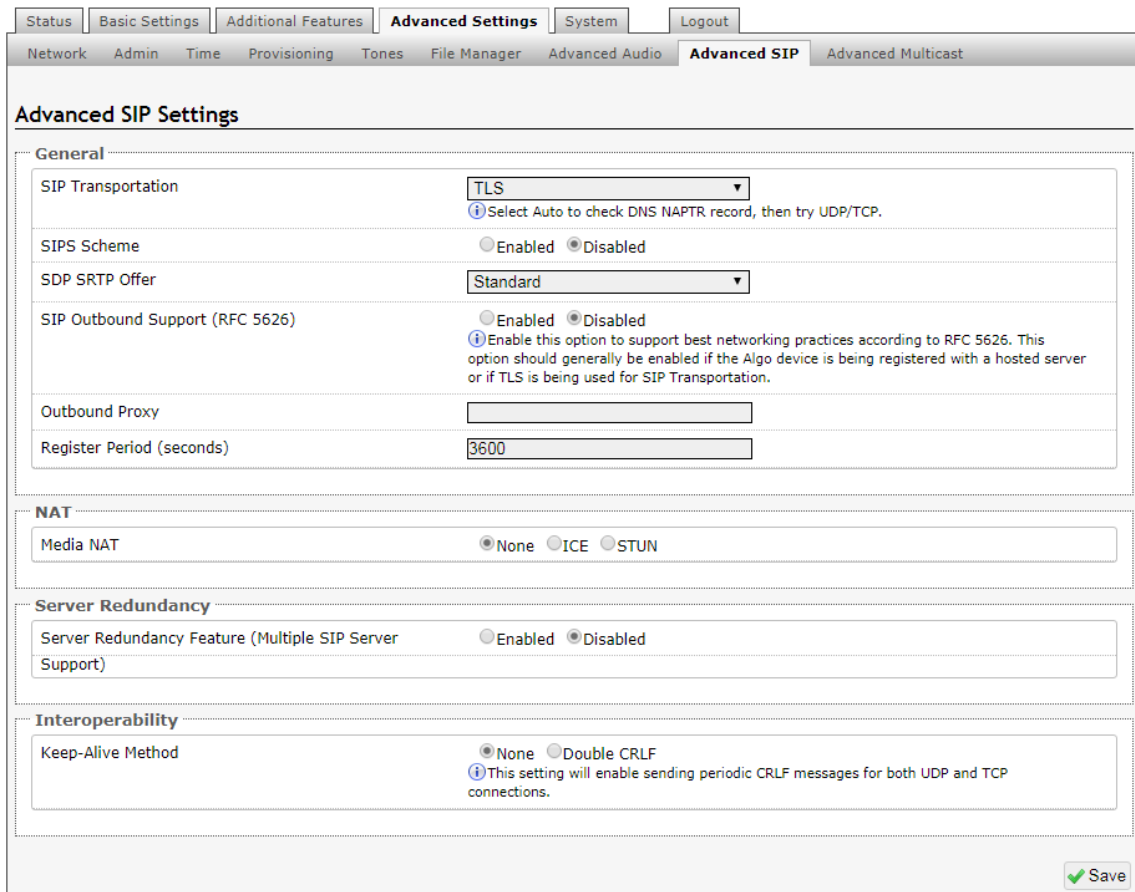 Status Basic Settings Additional Features Advanced Settings System Logout
Network Admin Time Provisioning Tones File Manager Advanced Audio Advanced SIP Advanced Multicast
Advanced SIP Settings
General
SIP Transportation TLS
Select Auto to check DNS NAPTR record, then try UDP/TCP.
SIPS Scheme Enabled Disabled
SDP SRTP Offer Standard
SIP Outbound Support (RFC 5626) Enabled Disabled
Enable this option to support best networking practices according to RFC 5626. This
option should generally be enabled if the Algo device is being registered with a hosted server
or if TLS is being used for SIP Transportation.
Outbound Proxy
Register Period (seconds) 3600
NAT
Media NAT None ICE STUN
Server Redundancy
Server Redundancy Feature (Multiple SIP Server Enabled Disabled
Support)
Interoperability
Keep-Alive Method None Double CRLF
This setting will enable sending periodic CRLF messages for both UDP and TCP
connections.
Save